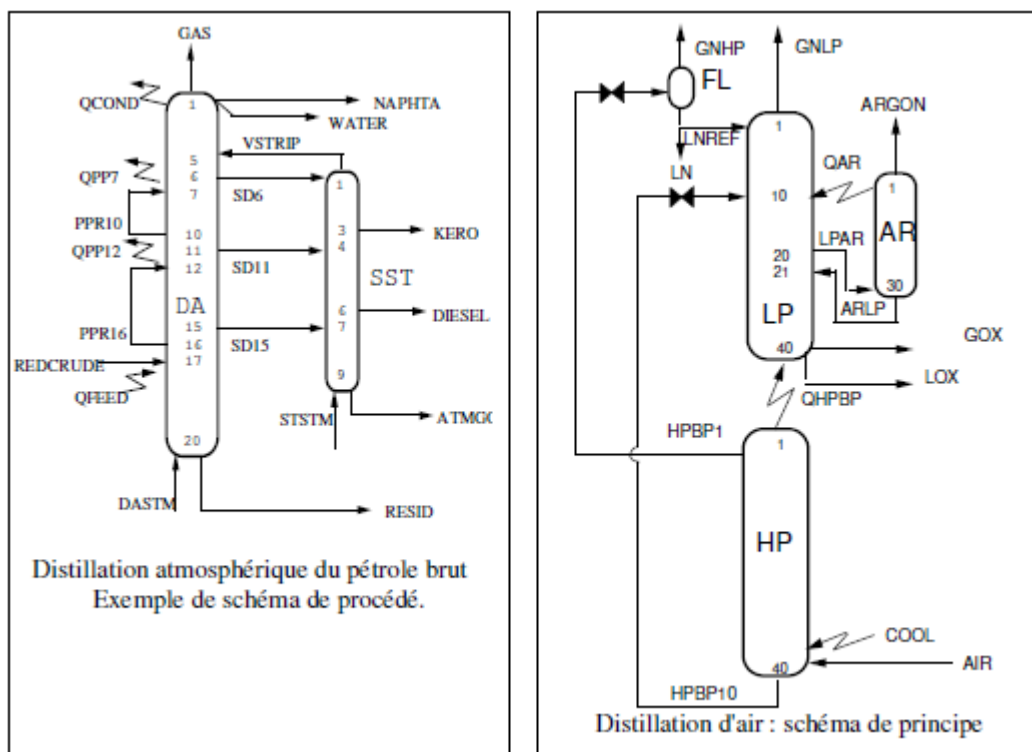 GAS
QCOND
1
NAPHTA
WATER
VSTRIP
5
QPP7
6
1
7
SD6
PPR10
10
3
KERO
QPP12
11
4
12
SD11
SST
DA
6
DIESEL
PPR16
15
7
16
SD15
REDCRUDE
17
QFEED
9
STSTM
ATMG
20
DASTM
RESID
Distillation atmosphérique du pétrole brut
Exemple de schéma de procédé.
GNHP
GNLP
FL
ARGON
1
LNREF
LN
QAR
1
10
AR
20
LPAR
21
30
ARLP
LP
40
GOX
LOX
QHPBP
HPBP1
1
HP
COOL
40
AIR
HPBP10
Distillation d'air : schéma de principe